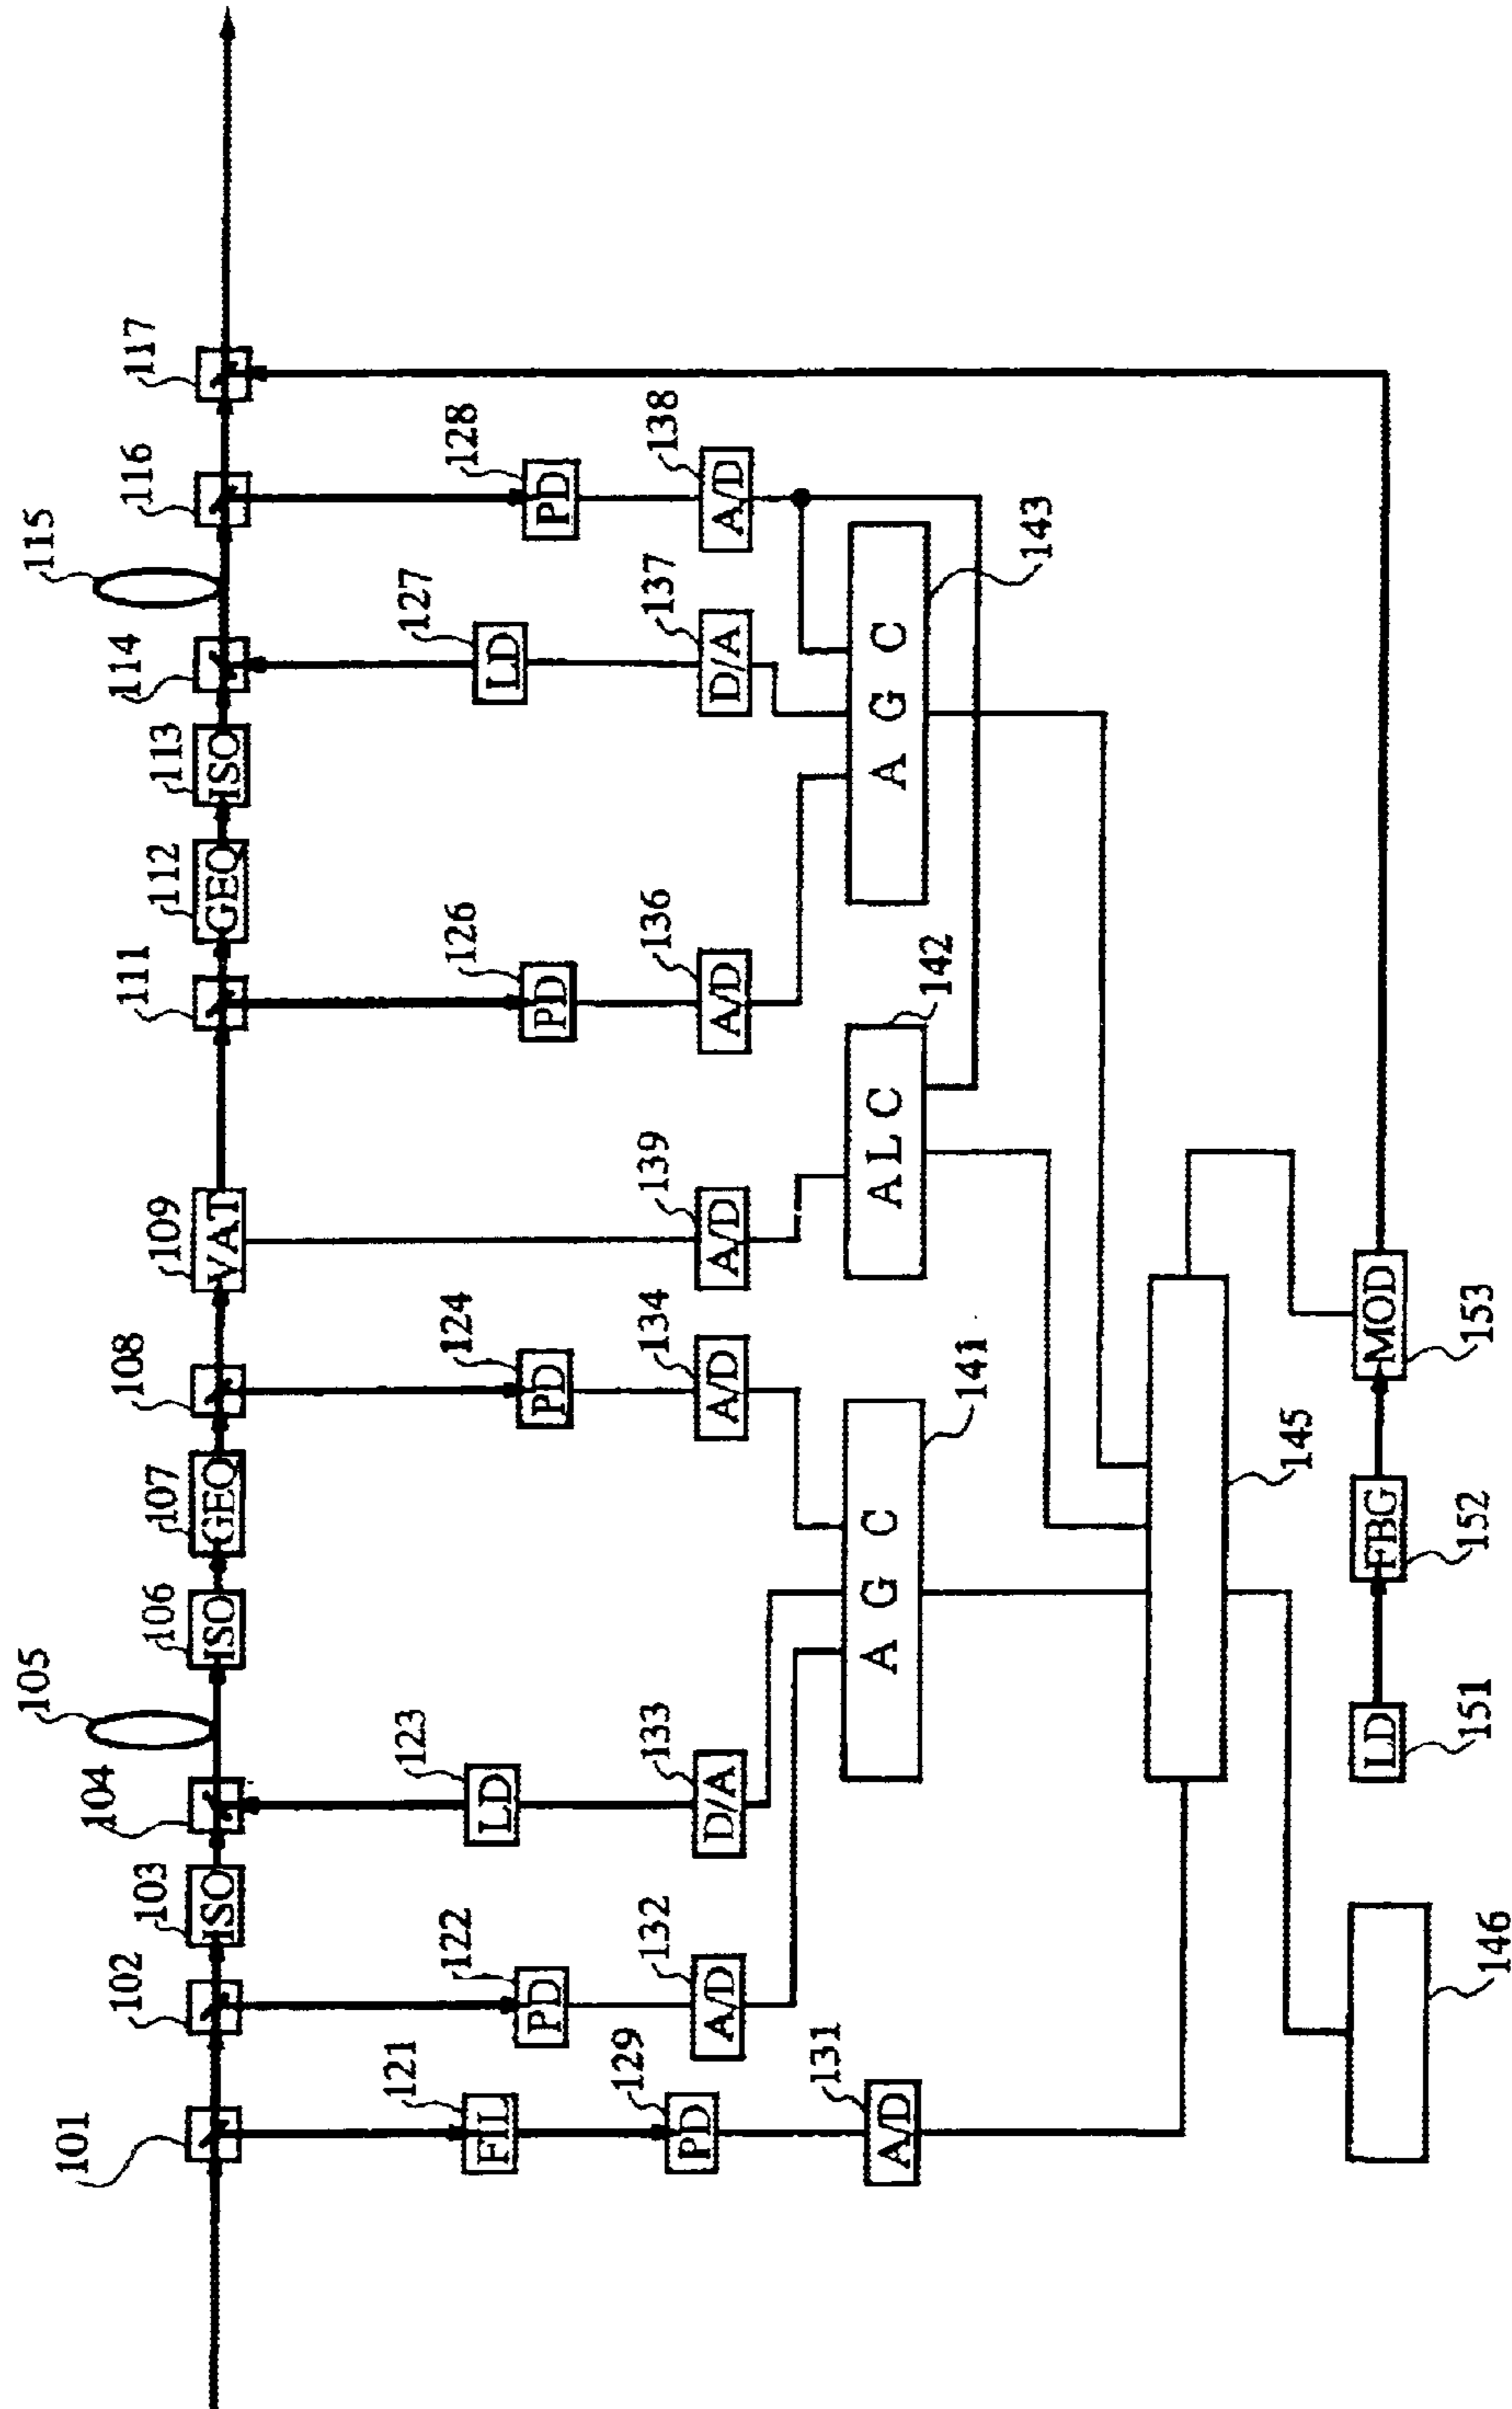 101
102
103
ISO
104
105
106
ISO
107
GEQ
108
109
VAT
111
112
GEQ
113
ISO
114
115
116
117
121
FIL
122
PD
123
LD
124
PD
126
PD
127
LD
128
PD
129
PD
131
A/D
132
A/D
133
D/A
134
A/D
139
A/D
136
A/D
137
D/A
138
A/D
A G C
141
A L C
142
A G C
143
145
146
LD
151
FBG
152
MOD
153